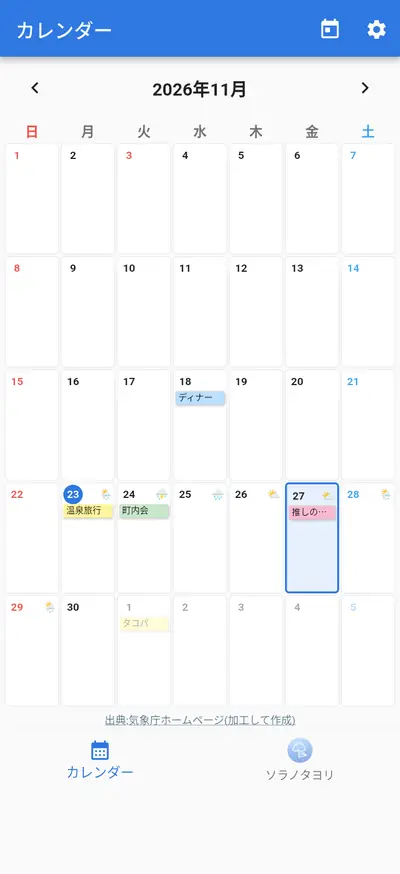 カレンダー
2026年11月
日 月 火 水 木 金 土
1 2 3 4 5 6 7
8 9 10 11 12 13 14
15 16 17 18 19 20 21
ディナー
22 23 24 25 26 27 28
温泉旅行 町内会 推しの…
29 30 1 2 3 4 5
タコパ
出典:気象庁ホームページ(加工して作成)
カレンダー ソラノタヨリ